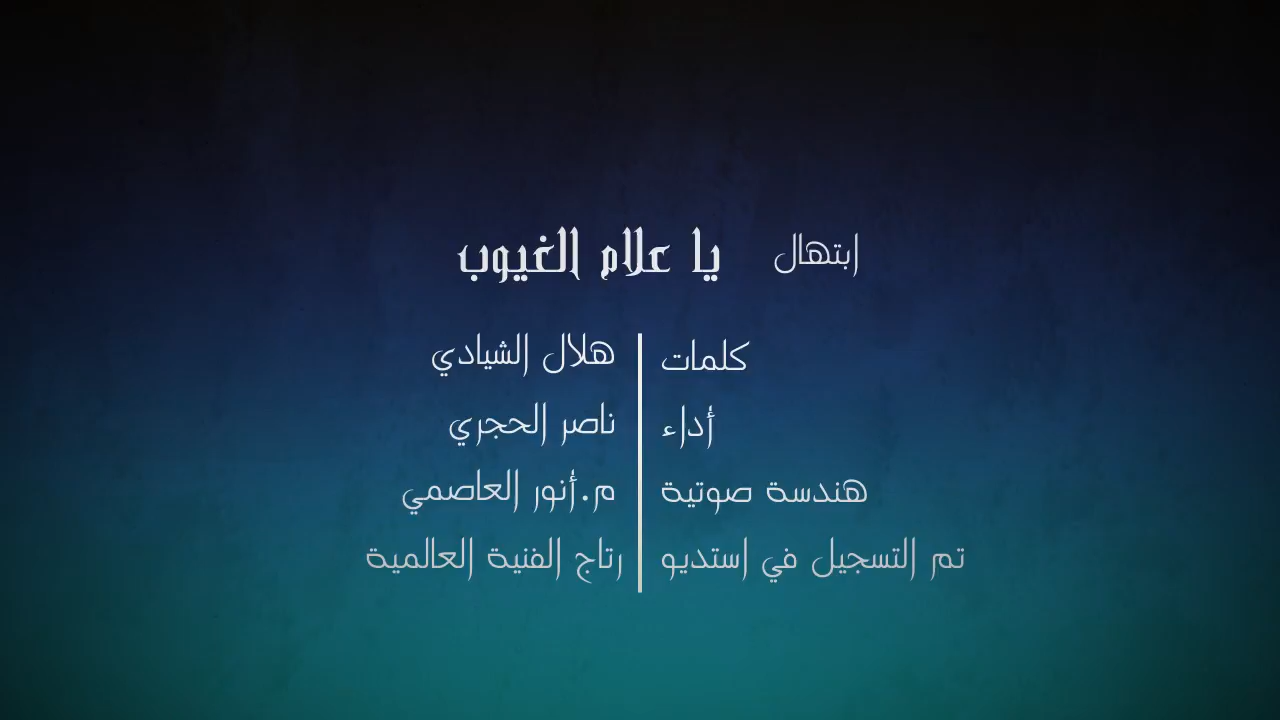 ابتهال يا علام الغيوب
كلمات هلال الشيادي
أداء ناصر الحجري
هندسة صوتية م.أنور العاصمي
تم التسجيل في استديو رتاج الفنية العالمية